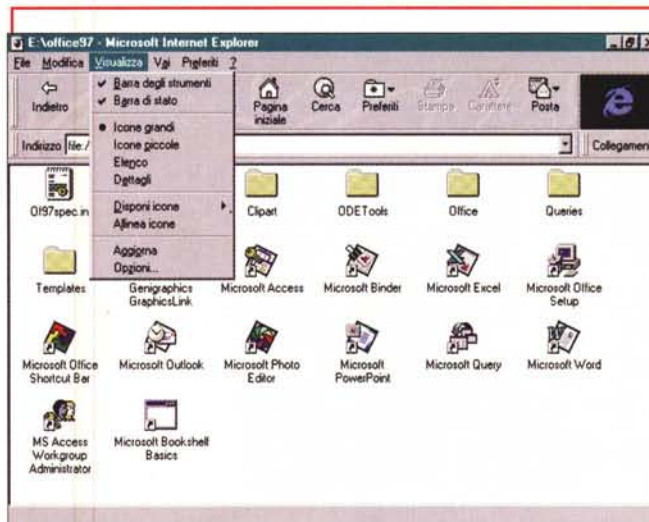 E:\office97 - Microsoft Internet Explorer
File Modifica Visualizza Vai Preferiti ?
Indietro
Pagina iniziale
Cerca
Preferiti
Stampa
Carattere
Posta
Barra degli strumenti
Barra di stato
Icone grandi
Icone piccole
Elenco
Dettagli
Disponi icone
Allinea icone
Aggiorna
Opzioni...
Indirizzo file:/
Collegamen
Of97spec.in
Clipart
ODETools
Office
Queries
Templates
Genigraphics
GraphicsLink
Microsoft Access
Microsoft Binder
Microsoft Excel
Microsoft Office
Setup
Microsoft Office
Shortcut Bar
Microsoft Outlook
Microsoft Photo
Editor
Microsoft
PowerPoint
Microsoft Query
Microsoft Word
MS Access
Workgroup
Administrator
Microsoft Bookshelf
Basics